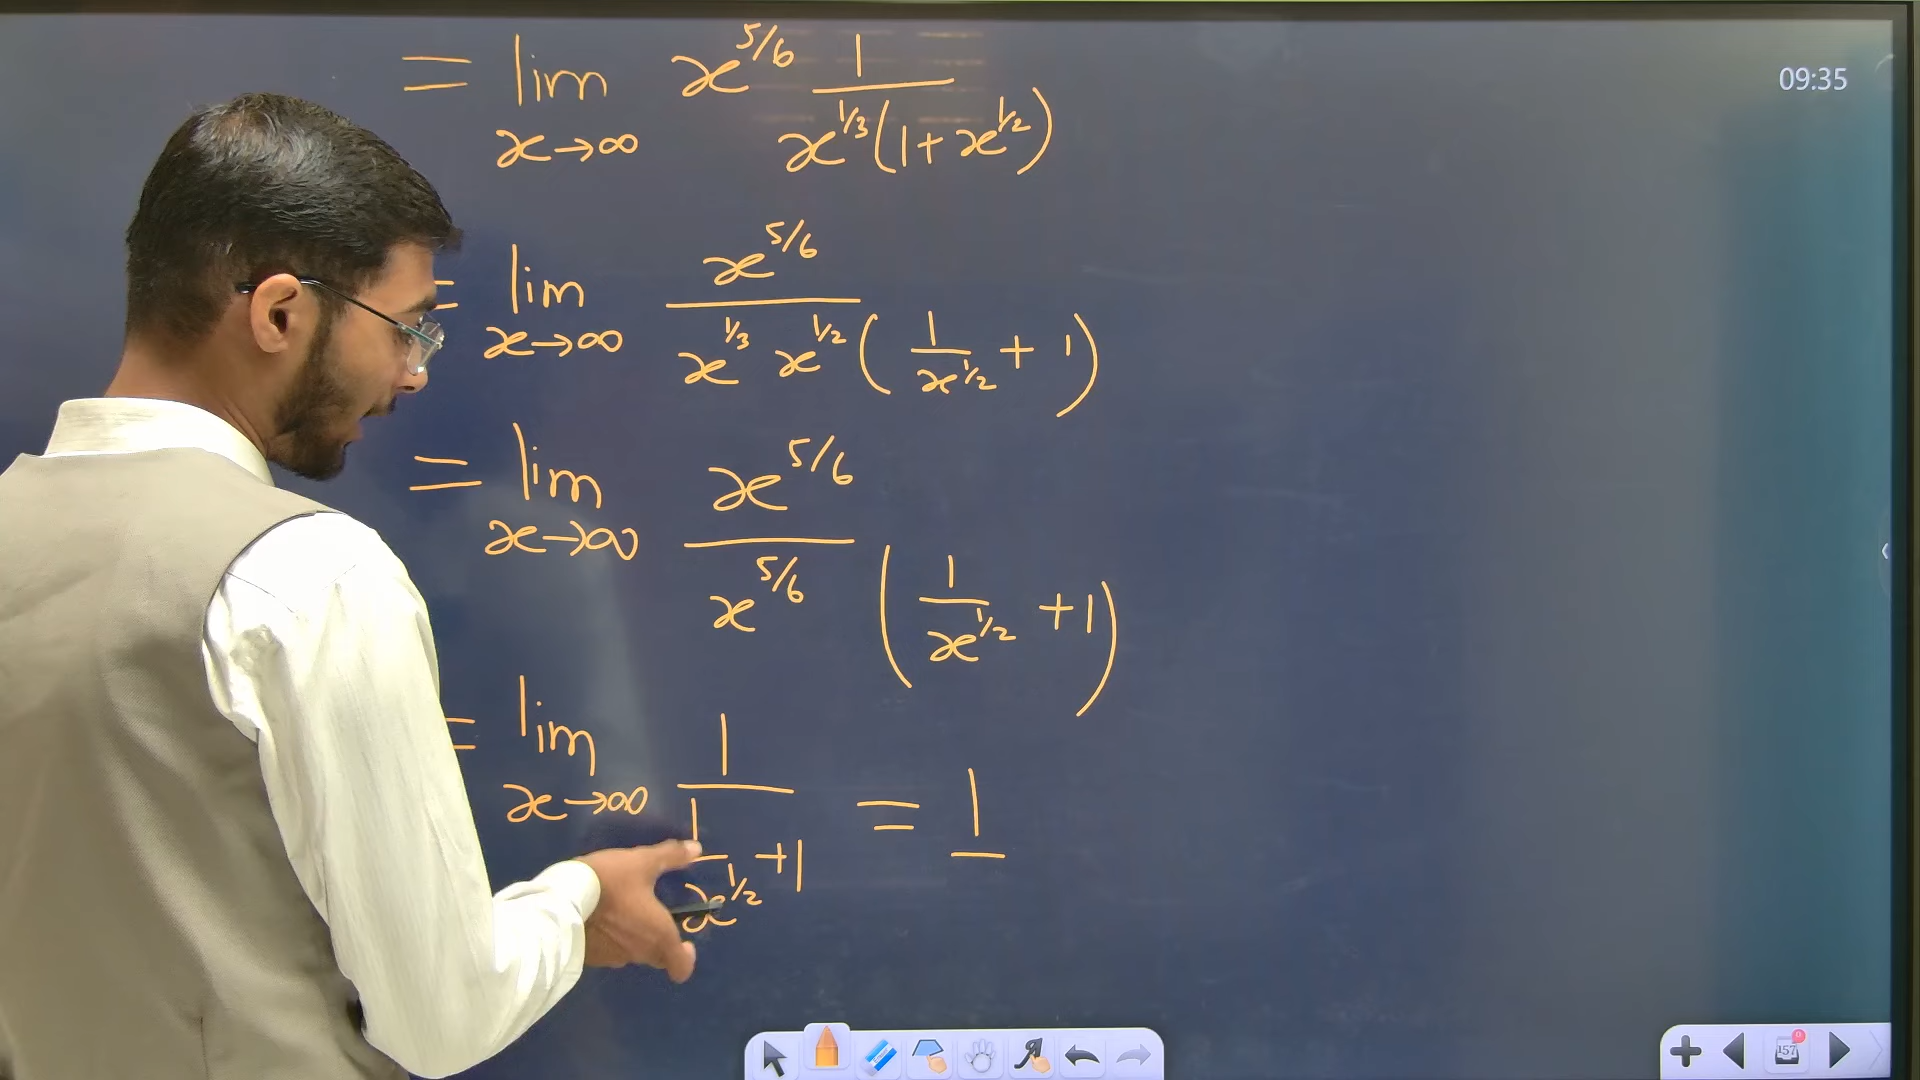 09:35
= lim x→∞ x^{5/6} 1/(x^{1/3}(1+x^{1/2}))
= lim x→∞ x^{5/6}/(x^{1/3} x^{1/2} (1/x^{1/2} + 1))
= lim x→∞ x^{5/6}/(x^{5/6} (1/x^{1/2} +1))
= lim x→∞ 1/(1/x^{1/2} +1) = 1/
157